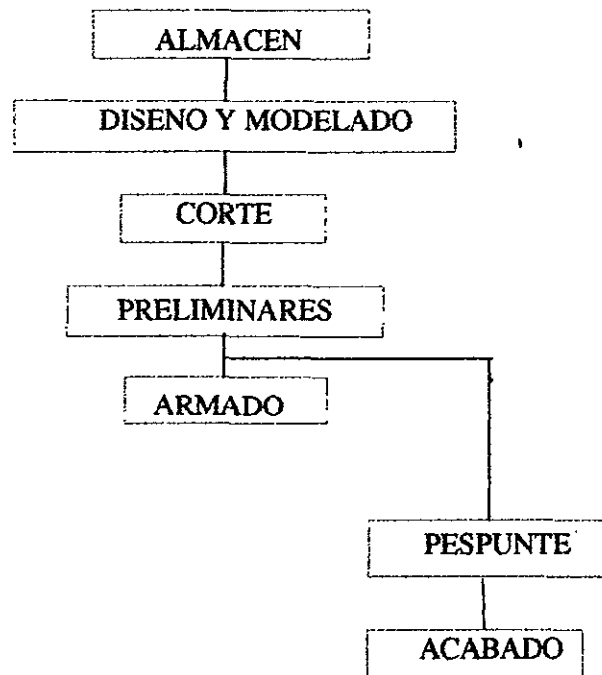 ALMACEN
DISENO Y MODELADO
CORTE
PRELIMINARES
ARMADO
PESPUNTE
ACABADO